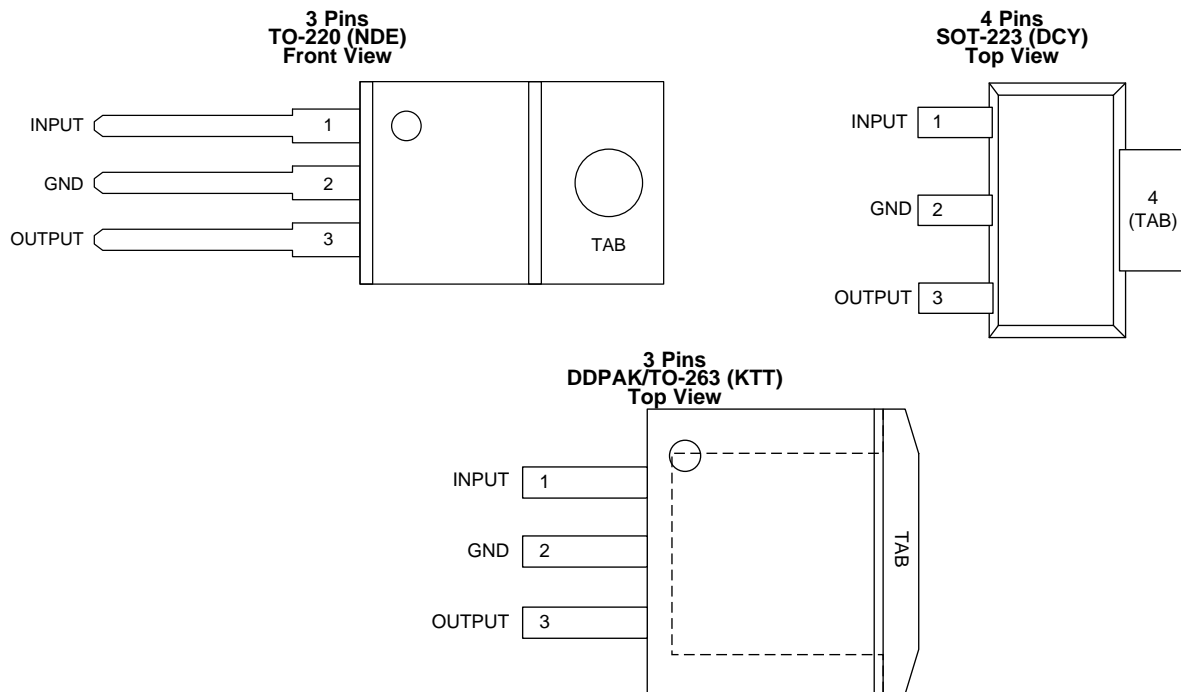 3 Pins
TO-220 (NDE)
Front View
INPUT
1
GND
2
OUTPUT
3
TAB
4 Pins
SOT-223 (DCY)
Top View
INPUT
1
GND
2
OUTPUT
3
4
(TAB)
3 Pins
DDPAK/TO-263 (KTT)
Top View
INPUT
1
GND
2
OUTPUT
3
TAB